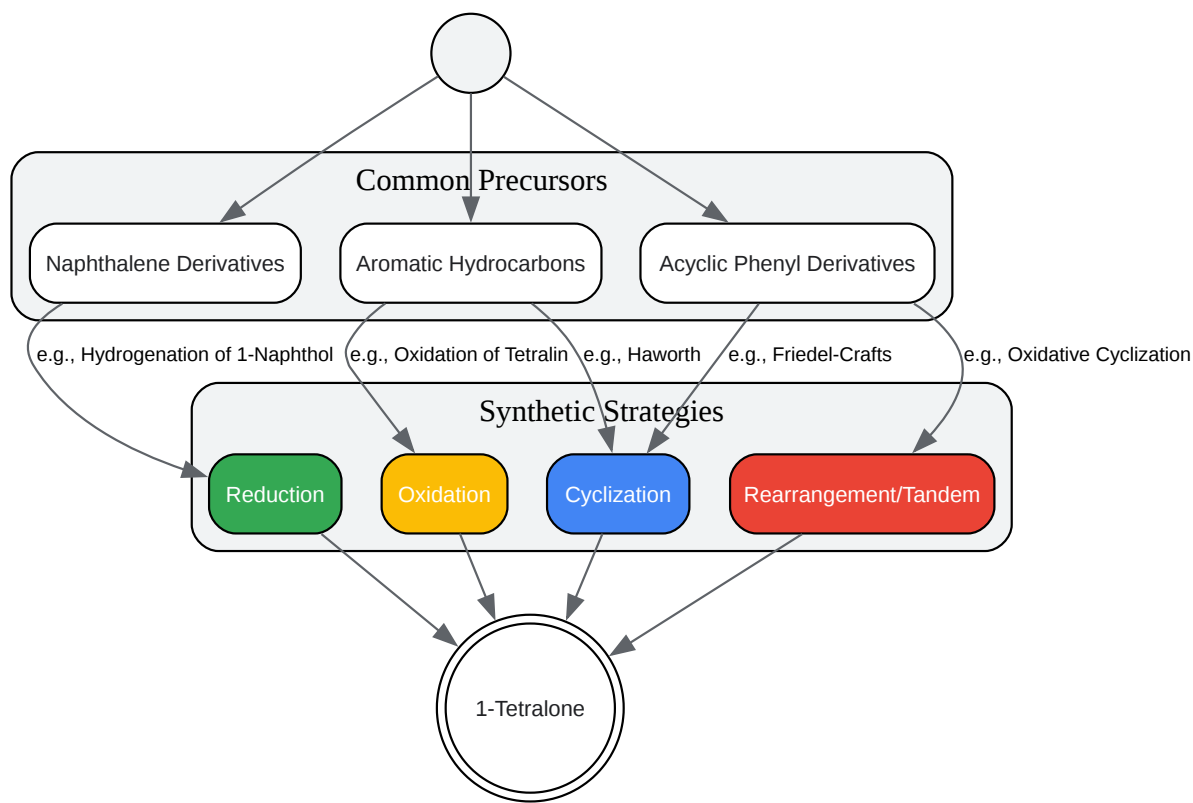 Common Precursors
Naphthalene Derivatives
Aromatic Hydrocarbons
Acyclic Phenyl Derivatives
e.g., Hydrogenation of 1-Naphthol
e.g., Oxidation of Tetralin
e.g., Haworth
e.g., Friedel-Crafts
e.g., Oxidative Cyclization
Synthetic Strategies
Reduction
Oxidation
Cyclization
Rearrangement/Tandem
1-Tetralone